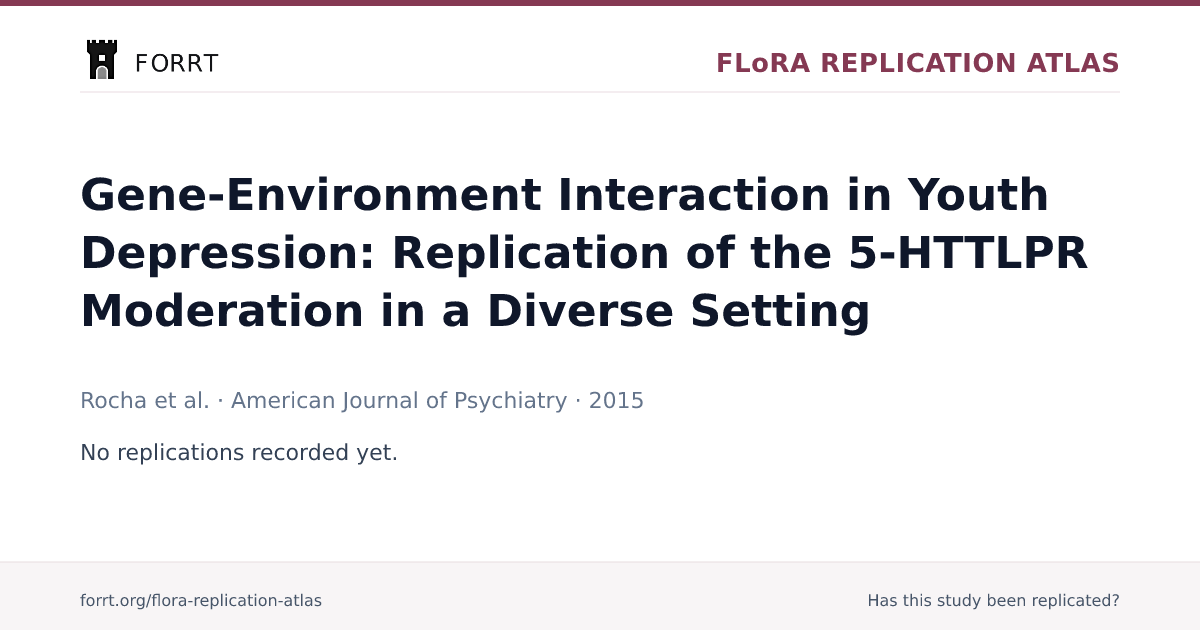 FORRT
FLoRA REPLICATION ATLAS
Gene-Environment Interaction in Youth
Depression: Replication of the 5-HTTLPR
Moderation in a Diverse Setting
Rocha et al. · American Journal of Psychiatry · 2015
No replications recorded yet.
forrt.org/flora-replication-atlas
Has this study been replicated?